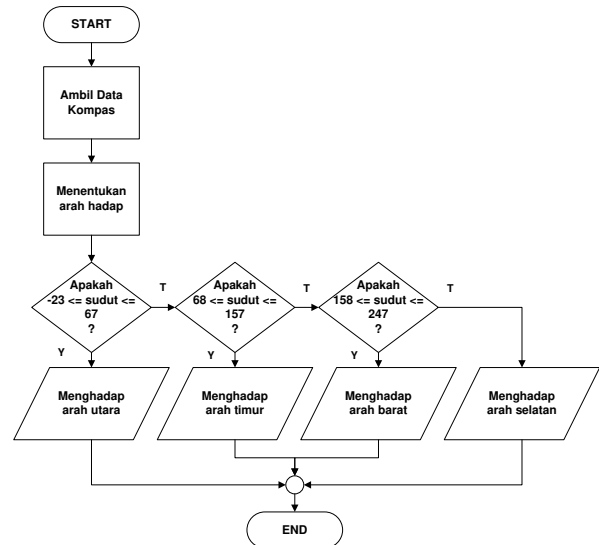 START
Ambil Data
Kompas
Menentukan
arah hadap
Apakah
-23 <= sudut <=
67
?
T
Apakah
68 <= sudut <=
157
?
T
Apakah
158 <= sudut <=
247
?
T
Y
Y
Y
Menghadap
arah utara
Menghadap
arah timur
Menghadap
arah barat
Menghadap
arah selatan
END